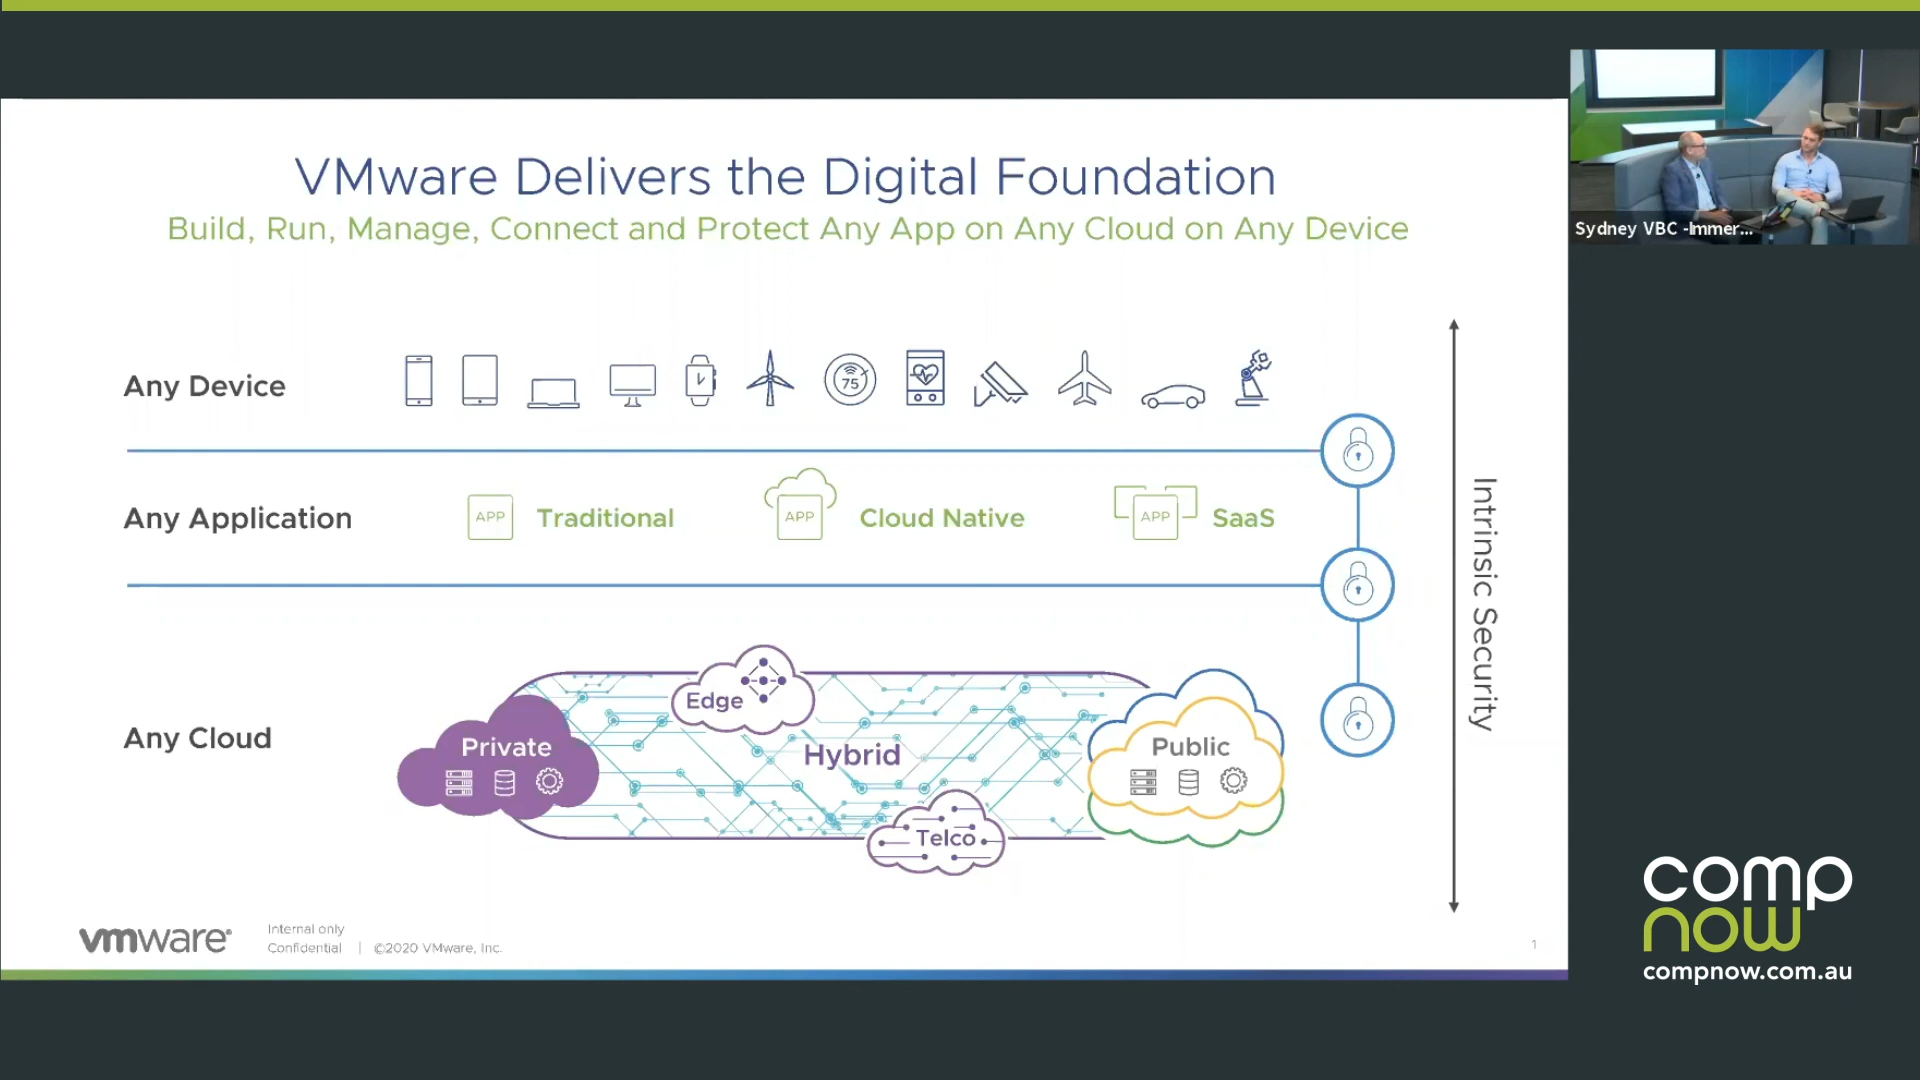 VMware Delivers the Digital Foundation
Build, Run, Manage, Connect and Protect Any App on Any Cloud on Any Device
Sydney VBC -Immer...
Any Device
75
Any Application
APP
Traditional
APP
Cloud Native
APP
SaaS
Intrinsic Security
Any Cloud
Edge
Private
Hybrid
Public
Telco
vmware®
Internal only
Confidential | ©2020 VMware, Inc.
1
comp
now
compnow.com.au